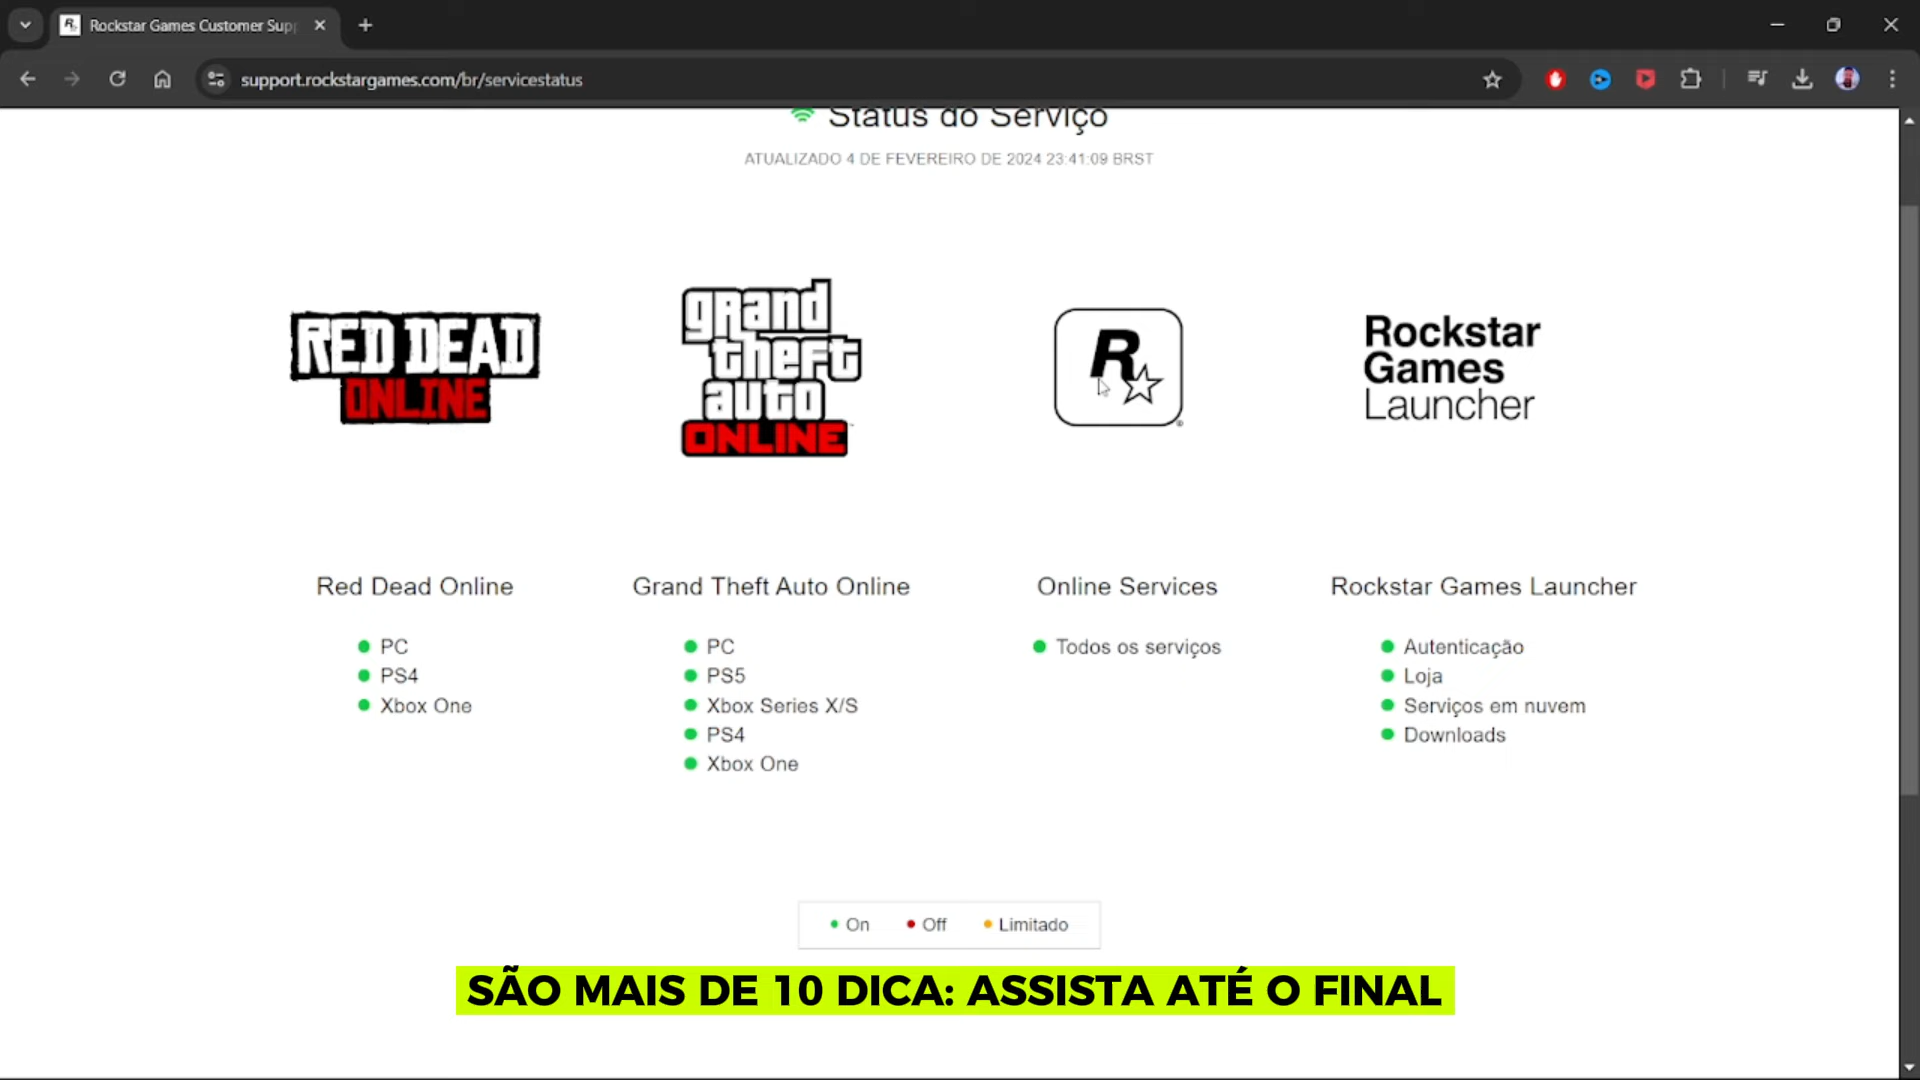 Rockstar Games Customer Supp
support.rockstargames.com/br/servicestatus
Status do Serviço
ATUALIZADO 4 DE FEVEREIRO DE 2024 23:41:09 BRST
RED DEAD
ONLINE
grand
theft
auto
ONLINE
R
Rockstar
Games
Launcher
Red Dead Online
PC
PS4
Xbox One
Grand Theft Auto Online
PC
PS5
Xbox Series X/S
PS4
Xbox One
Online Services
Todos os serviços
Rockstar Games Launcher
Autenticação
Loja
Serviços em nuvem
Downloads
On Off Limitado
SÃO MAIS DE 10 DICA: ASSISTA ATÉ O FINAL